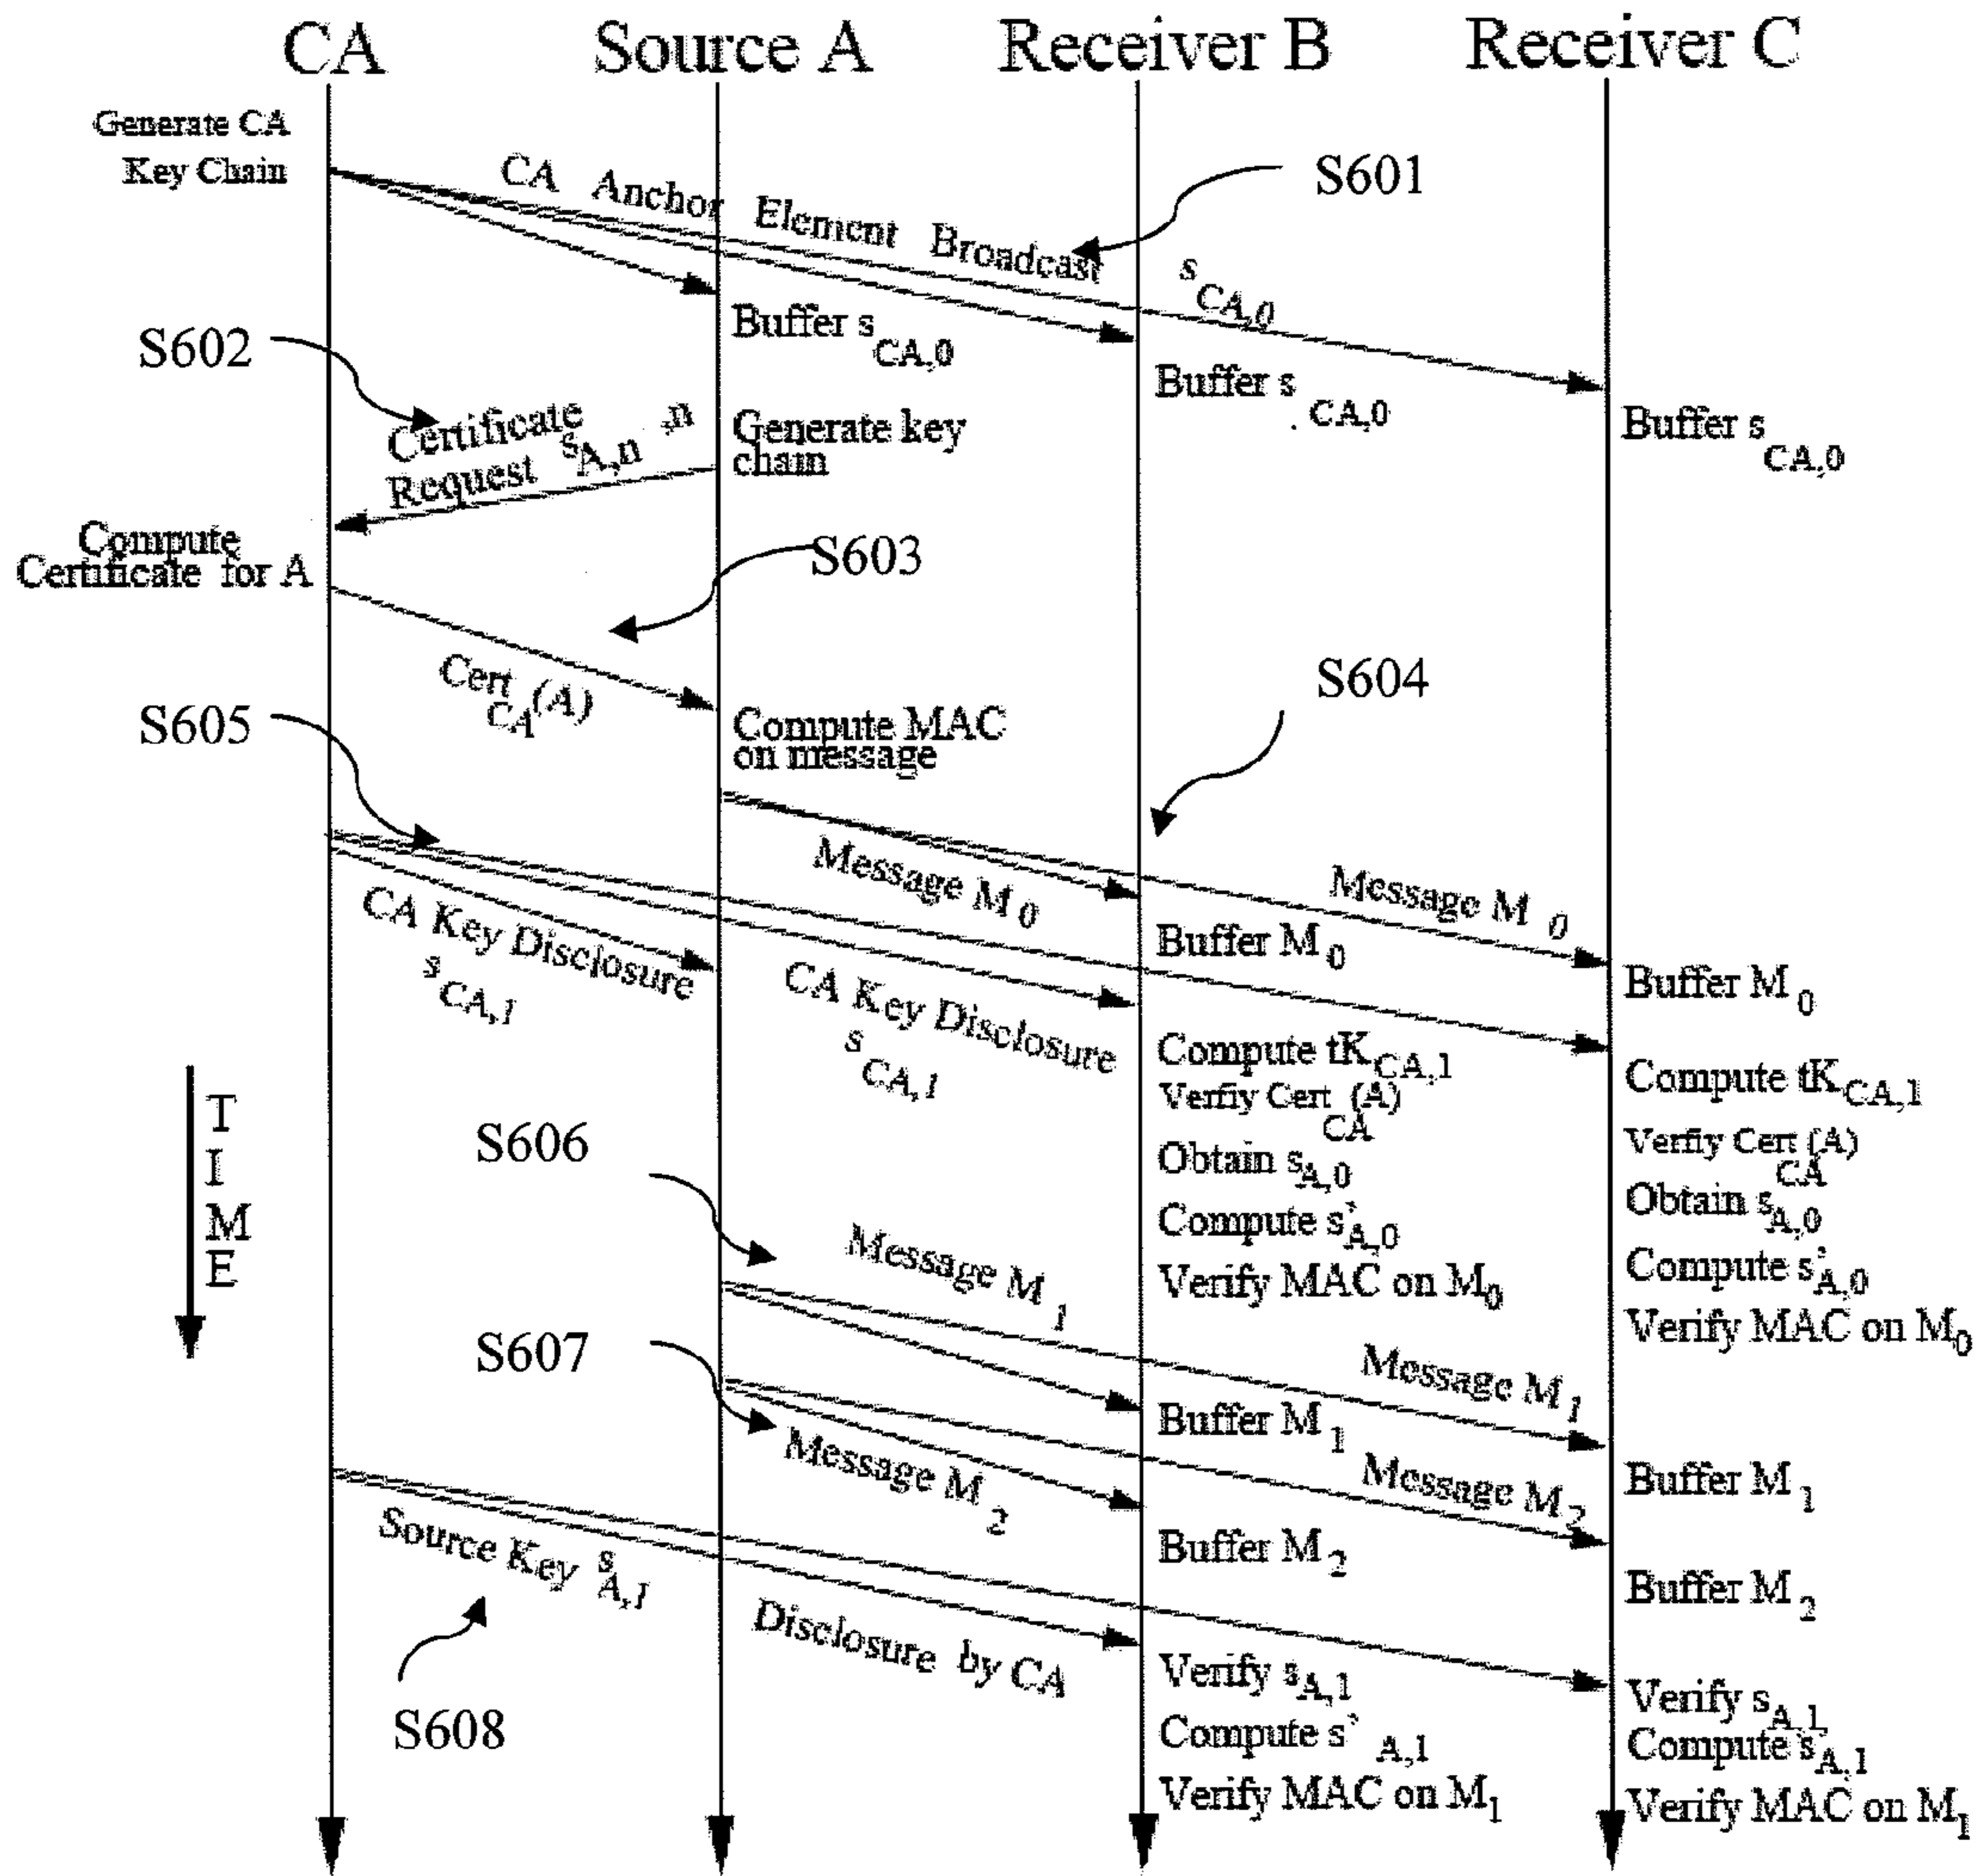 CA Source A Receiver B Receiver C
Generate CA
Key Chain
CA Anchor Element Broadcast s CA,0
S601
Buffer s CA,0
Buffer s CA,0
Buffer s CA,0
S602
Certificate
Request s A,n ,n
Generate key
chain
Compute
Certificate for A
S603
Cert CA (A)
S604
S605
Compute MAC
on message
Message M 0
Message M 0
CA Key Disclosure
s CA,1
Buffer M 0
Buffer M 0
CA Key Disclosure
s CA,1
Compute tK CA,1
Verfiy Cert CA (A)
Obtain s A,0
Compute s' A,0
Verify MAC on M 0
Compute tK CA,1
Verfiy Cert CA (A)
Obtain s A,0
Compute s' A,0
Verify MAC on M 0
TIME
S606
Message M 1
Message M 1
S607
Buffer M 1
Buffer M 1
Message M 2
Message M 2
Buffer M 2
Buffer M 2
Source Key s A,1
Disclosure by CA
S608
Verify s A,1
Compute s' A,1
Verify MAC on M 1
Verify s A,1
Compute s' A,1
Verify MAC on M 1